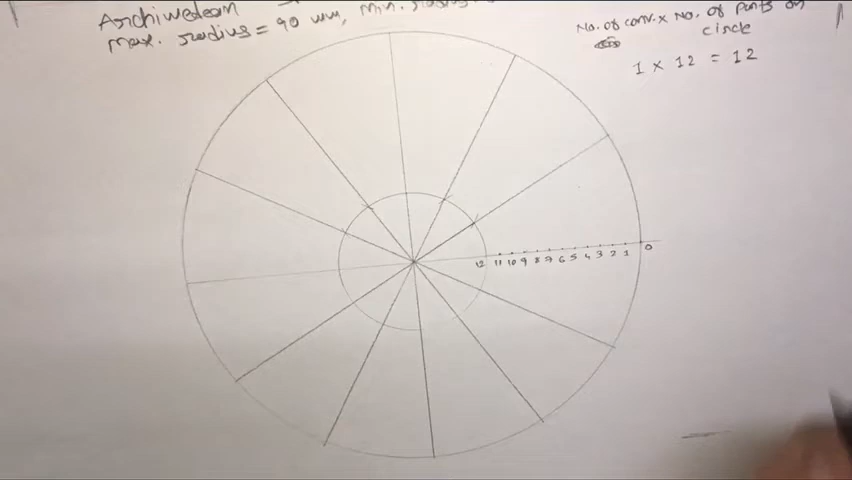 Archimedean
max. radius = 90 mm, min. radius
No. of conv. x No. of parts on
circle
1 x 12 = 12
12 11 10 9 8 7 6 5 4 3 2 1 0